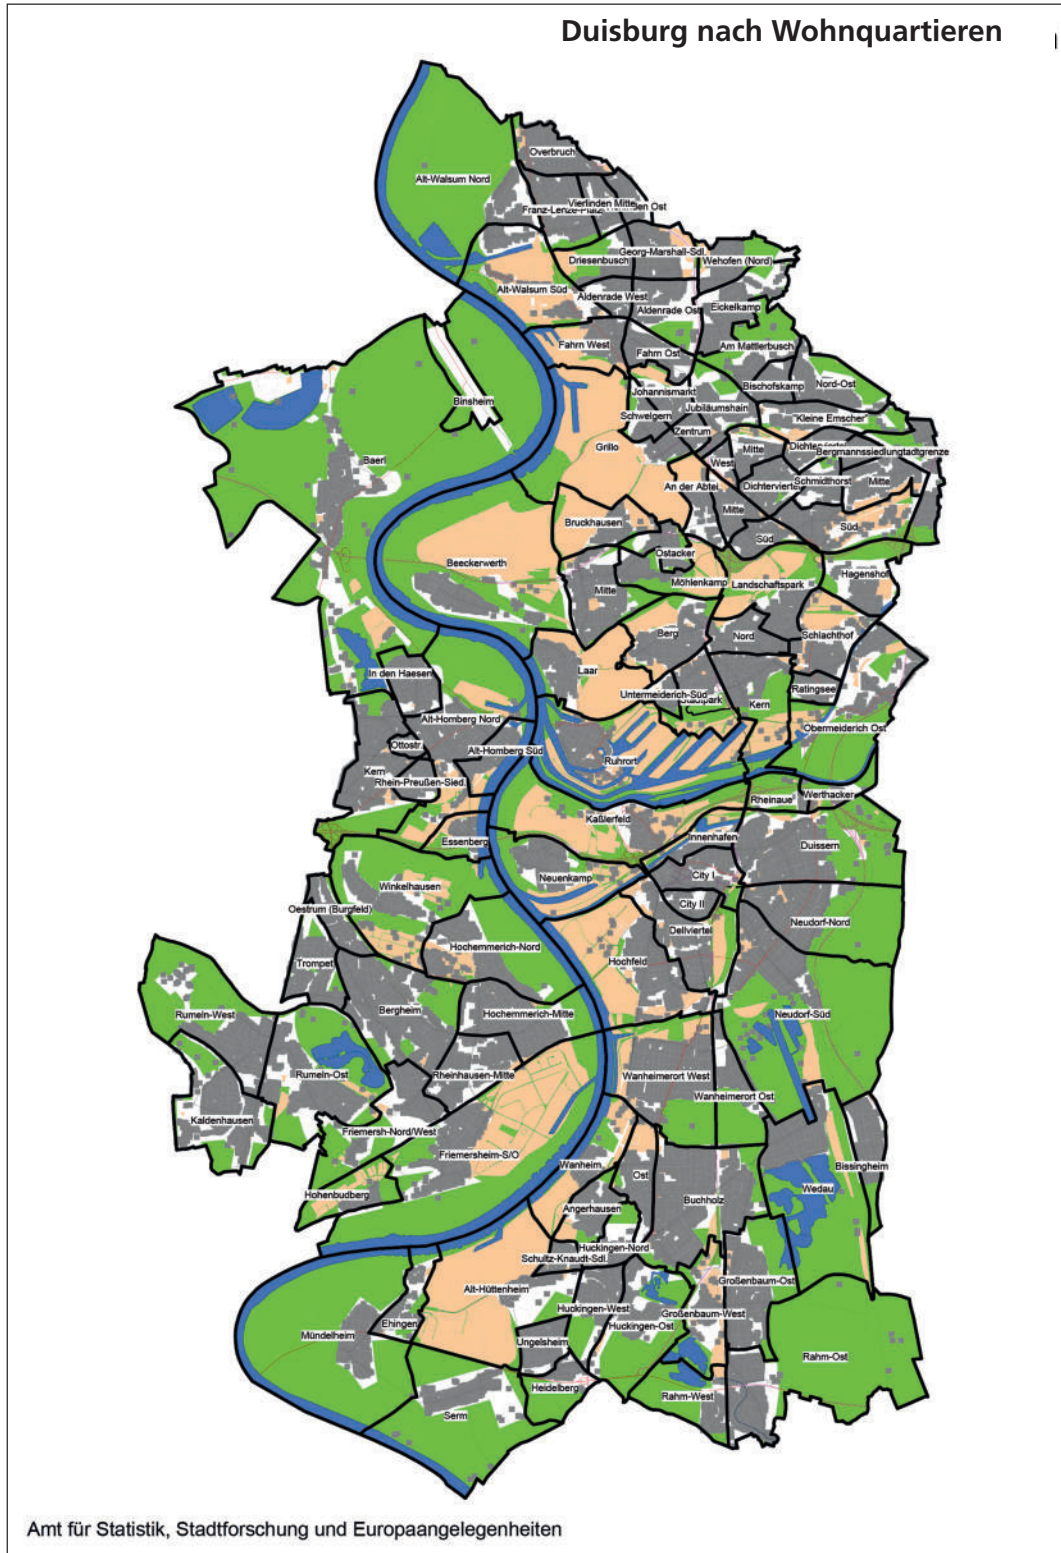 Duisburg nach Wohnquartieren
Overbruch
Alt-Walsum Nord
Vierlinden Mitte
Franz-Lenze-Platz
Ost
Georg-Marshall-Sdl.
Driesenbusch
Wehofen (Nord)
Alt-Walsum Süd
Aldenrade West
Aldenrade Ost
Eickelkamp
Fahrn West
Fahrn Ost
Am Mattlerbusch
Bischofskamp
Nord-Ost
Johannismarkt
Binsheim
Jubiläumshain
Schwelgern
"Kleine Emscher"
Zentrum
Grillo
Mitte
Bergmannssiedlung
Baerl
West
An der Abtei
Dichterviertel
Schmidthorst
Mitte
Mitte
Bruckhausen
Süd
Süd
Ostacker
Beeckerwerth
Möhlenkamp
Landschaftspark
Hagenshof
Mitte
Berg
Nord
Schlachthof
Laar
In den Haesen
Untermeiderich-Süd
Stadtpark
Ratingsee
Kern
Alt-Homberg Nord
Obermeiderich Ost
Ottostr.
Alt-Homberg Süd
Ruhrort
Kern
Rhein-Preußen-Sied.
Rheinaue
Werthacker
Kaßlerfeld
Innenhafen
Essenberg
Duissern
Neuenkamp
City I
Winkelhausen
City II
Oestrum (Burgfeld)
Neudorf-Nord
Dellviertel
Hochemmerich-Nord
Hochfeld
Trompet
Bergheim
Hochemmerich-Mitte
Rumeln-West
Neudorf-Süd
Rumeln-Ost
Rheinhausen-Mitte
Wanheimerort West
Wanheimerort Ost
Kaldenhausen
Friemersh-Nord/West
Friemersheim-S/O
Wanheim
Bissingheim
Ost
Hohenbudberg
Buchholz
Wedau
Angerhausen
Huckingen-Nord
Schultz-Knaudt-Sdl.
Großenbaum-Ost
Alt-Hüttenheim
Huckingen-West
Großenbaum-West
Ehingen
Huckingen-Ost
Mündelheim
Ungelsheim
Rahm-Ost
Heidelberg
Rahm-West
Serm
Amt für Statistik, Stadtforschung und Europaangelegenheiten